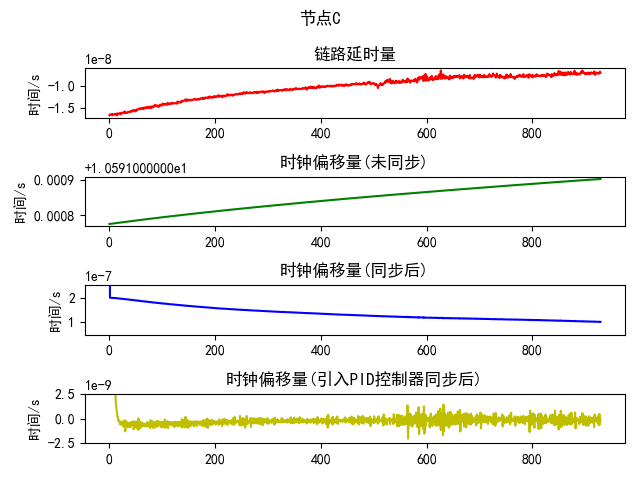 节点C
链路延时量
1e-8
时间/s
-1.0
-1.5
0 200 400 600 800
时钟偏移量(未同步)
+1.0591000000e1
时间/s
0.0009
0.0008
0 200 400 600 800
时钟偏移量(同步后)
1e-7
时间/s
2
1
0 200 400 600 800
时钟偏移量(引入PID控制器同步后)
1e-9
时间/s
2.5
0.0
-2.5
0 200 400 600 800